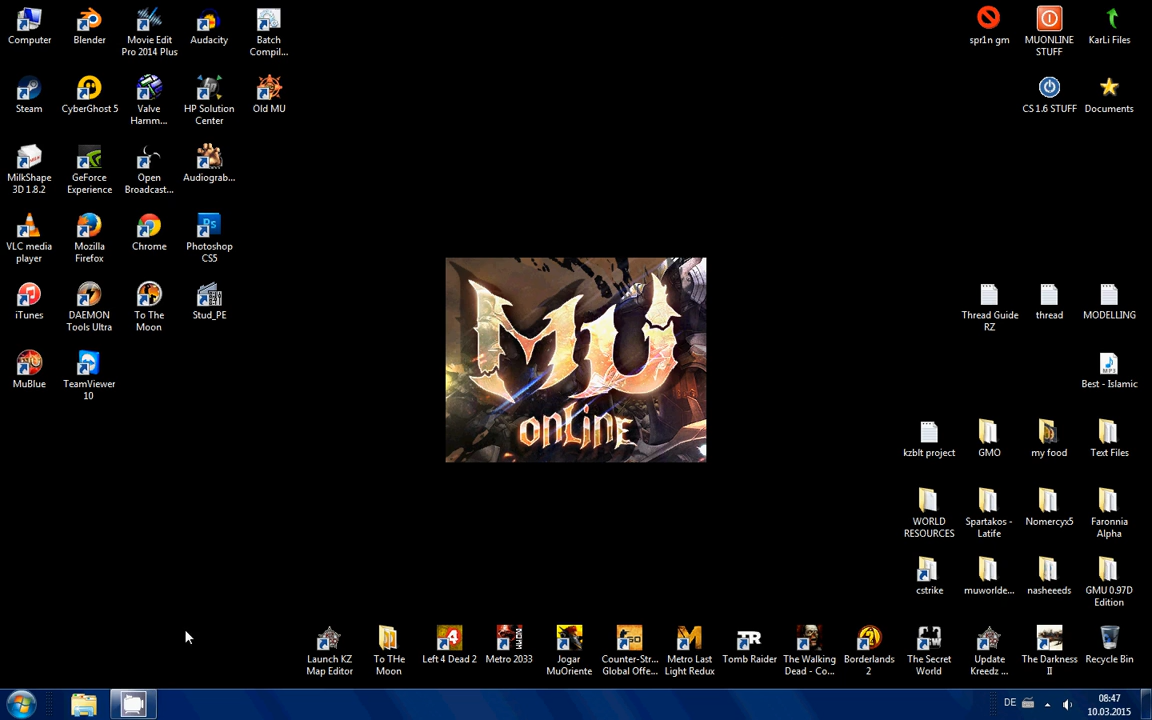 Computer
Blender
Movie Edit
Pro 2014 Plus
Audacity
Batch
Compil...
spr1n gm
MUONLINE
STUFF
KarLi Files
Steam
CyberGhost 5
Valve
Hamm...
HP Solution
Center
Old MU
CS 1.6 STUFF
Documents
MilkShape
3D 1.8.2
GeForce
Experience
Open
Broadcast...
Audiograb...
VLC media
player
Mozilla
Firefox
Chrome
Photoshop
CS5
iTunes
DAEMON
Tools Ultra
To The
Moon
Stud_PE
Thread Guide
RZ
thread
MODELLING
MU
onLinE
MuBlue
TeamViewer
10
Best - Islamic
kzblt project
GMO
my food
Text Files
WORLD
RESOURCES
Spartakos -
Latife
Nomercyx5
Faronnia
Alpha
cstrike
muworlde...
nasheeeds
GMU 0.97D
Edition
Launch KZ
Map Editor
To THe
Moon
Left 4 Dead 2
Metro 2033
Jogar
MuOriente
Counter-Str...
Global Offe...
Metro Last
Light Redux
Tomb Raider
The Walking
Dead - Co...
Borderlands
2
The Secret
World
Update
Kreedz ...
The Darkness
II
Recycle Bin
DE
08:47
10.03.2015